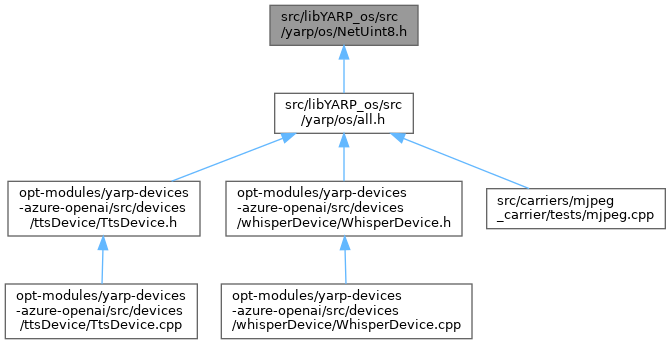 src/libYARP_os/src
/yarp/os/NetUint8.h
src/libYARP_os/src
/yarp/os/all.h
opt-modules/yarp-devices
-azure-openai/src/devices
/ttsDevice/TtsDevice.h
opt-modules/yarp-devices
-azure-openai/src/devices
/whisperDevice/WhisperDevice.h
src/carriers/mjpeg
_carrier/tests/mjpeg.cpp
opt-modules/yarp-devices
-azure-openai/src/devices
/ttsDevice/TtsDevice.cpp
opt-modules/yarp-devices
-azure-openai/src/devices
/whisperDevice/WhisperDevice.cpp